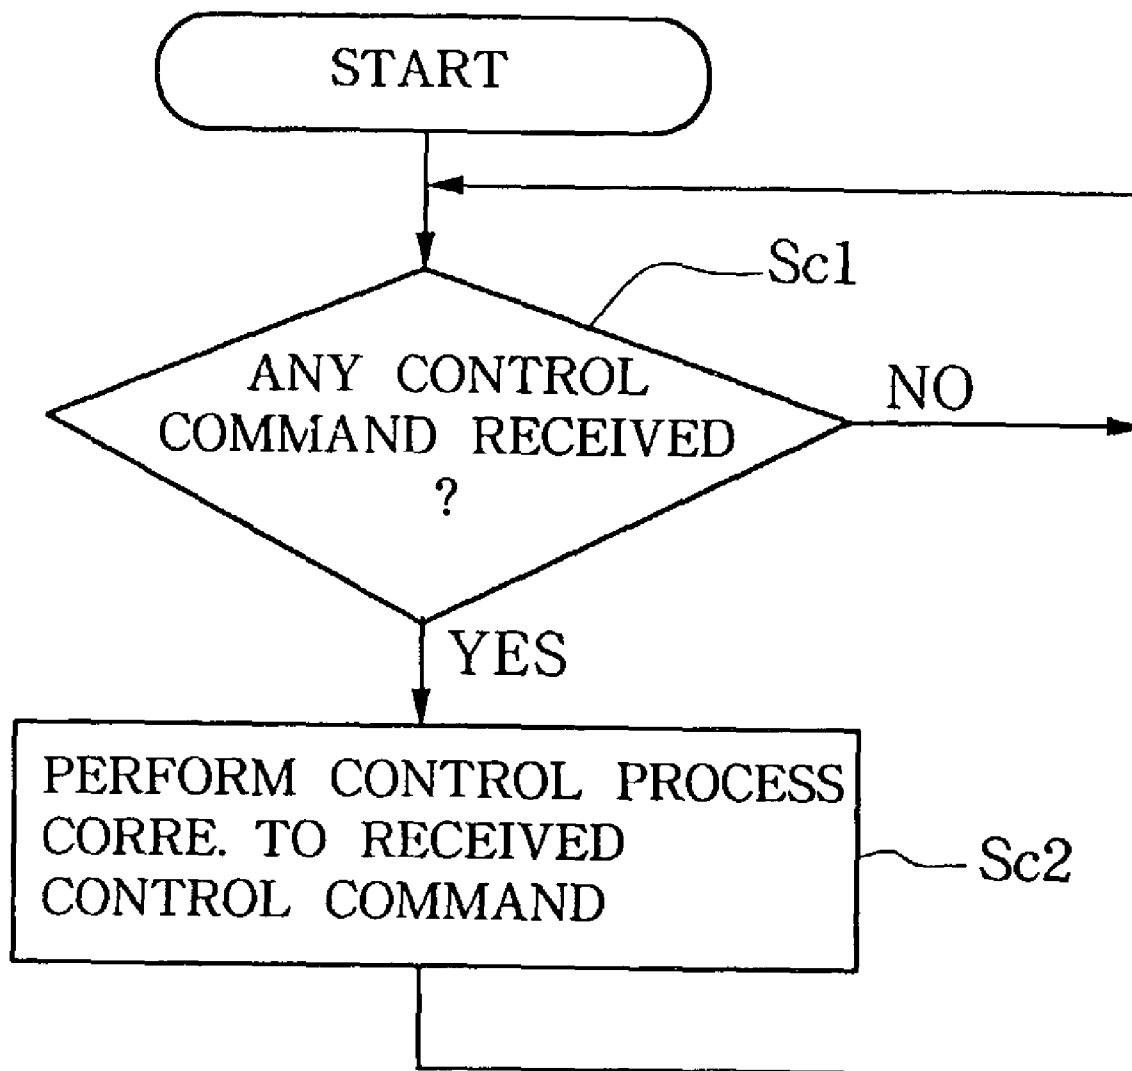 START
Sc1
ANY CONTROL
COMMAND RECEIVED
?
NO
YES
PERFORM CONTROL PROCESS
CORRE. TO RECEIVED
CONTROL COMMAND
Sc2